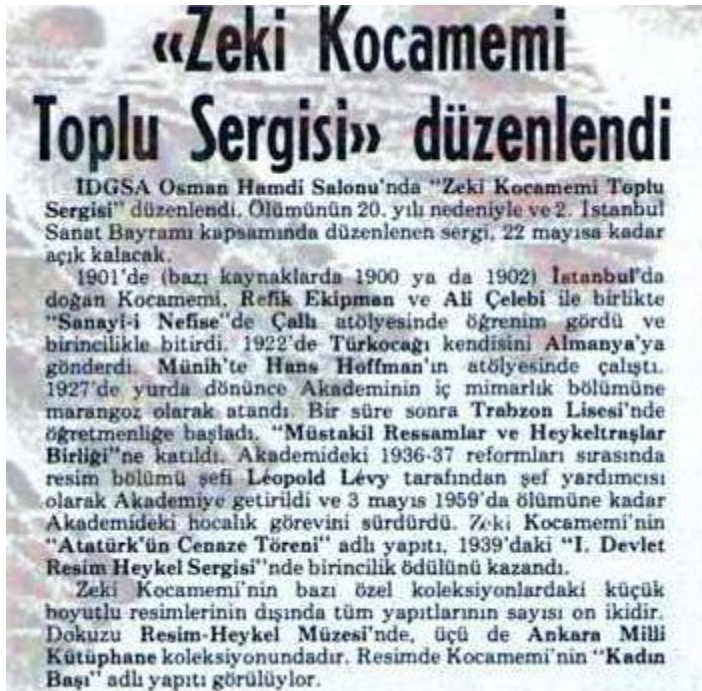 «Zeki Kocamemi
Toplu Sergisi» düzenlendi
İDGSA Osman Hamdi Salonu'nda "Zeki Kocamemi Toplu
Sergisi" düzenlendi. Ölümünün 20. yılı nedeniyle ve 2. İstanbul
Sanat Bayramı kapsamında düzenlenen sergi, 22 mayısa kadar
açık kalacak.
1901'de (bazı kaynaklarda 1900 ya da 1902) İstanbul'da
doğan Kocamemi, Refik Ekipman ve Ali Çelebi ile birlikte
"Sanayi-i Nefise"de Çallı atölyesinde öğrenim gördü ve
birincilikle bitirdi. 1922'de Türkocağı kendisini Almanya'ya
gönderdi. Münih'te Hans Hoffman'ın atölyesinde çalıştı.
1927'de yurda dönünce Akademinin iç mimarlık bölümüne
marangoz olarak atandı. Bir süre sonra Trabzon Lisesi'nde
öğretmenliğe başladı. "Müstakil Ressamlar ve Heykeltraşlar
Birliği"ne katıldı. Akademideki 1936-37 reformları sırasında
resim bölümü şefi Léopold Lévy tarafından şef yardımcısı
olarak Akademiye getirildi ve 3 mayıs 1959'da ölümüne kadar
Akademideki hocalık görevini sürdürdü. Zeki Kocamemi'nin
"Atatürk'ün Cenaze Töreni" adlı yapıtı, 1939'daki "I. Devlet
Resim Heykel Sergisi"nde birincilik ödülünü kazandı.
Zeki Kocamemi'nin bazı özel koleksiyonlardaki küçük
boyutlu resimlerinin dışında tüm yapıtlarının sayısı on ikidir.
Dokuzu Resim-Heykel Müzesi'nde, üçü de Ankara Milli
Kütüphane koleksiyonundadır. Resimde Kocamemi'nin "Kadın
Başı" adlı yapıtı görülüylor.